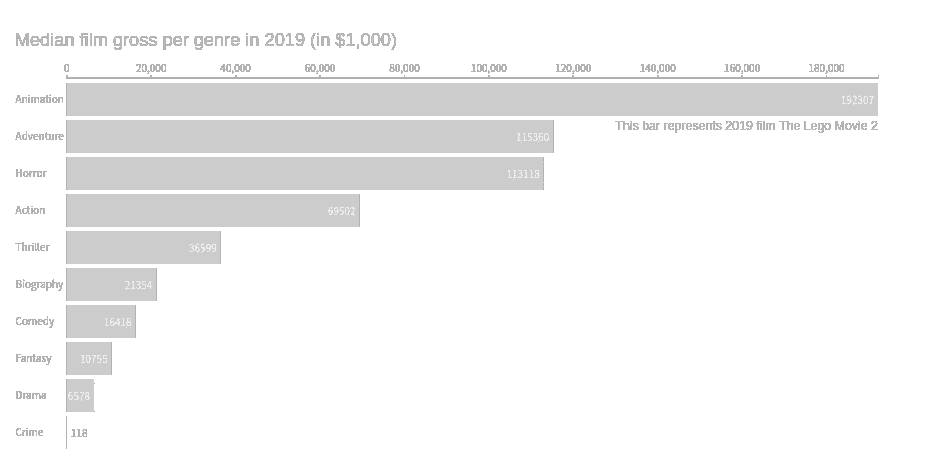 Median film gross per genre in 2019 (in $1,000)
0 20,000 40,000 60,000 80,000 100,000 120,000 140,000 160,000 180,000
Animation 192307
This bar represents 2019 film The Lego Movie 2
Adventure 115360
Horror 113118
Action 69502
Thriller 36599
Biography 21354
Comedy 16418
Fantasy 10755
Drama 6578
Crime 118